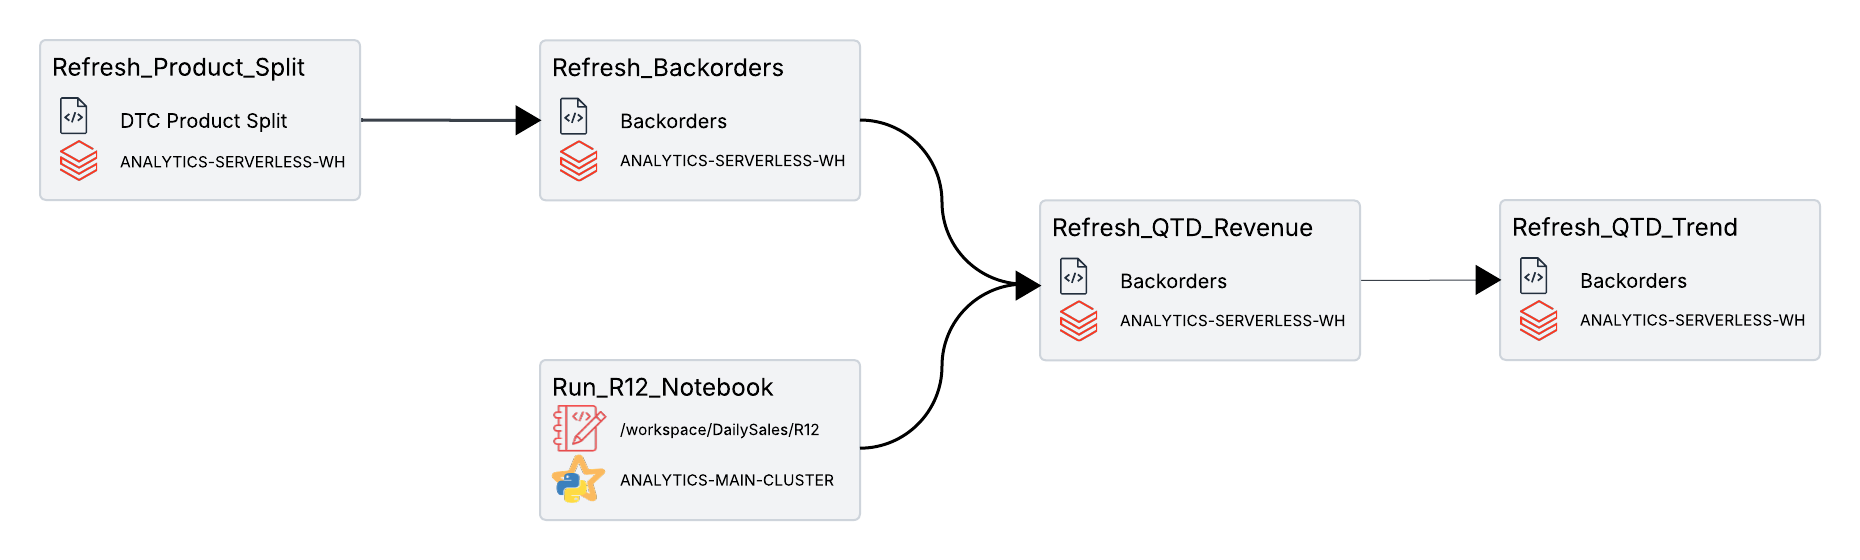 Refresh_Product_Split
</>
DTC Product Split
ANALYTICS-SERVERLESS-WH
Refresh_Backorders
</>
Backorders
ANALYTICS-SERVERLESS-WH
Run_R12_Notebook
</>
/workspace/DailySales/R12
ANALYTICS-MAIN-CLUSTER
Refresh_QTD_Revenue
</>
Backorders
ANALYTICS-SERVERLESS-WH
Refresh_QTD_Trend
</>
Backorders
ANALYTICS-SERVERLESS-WH